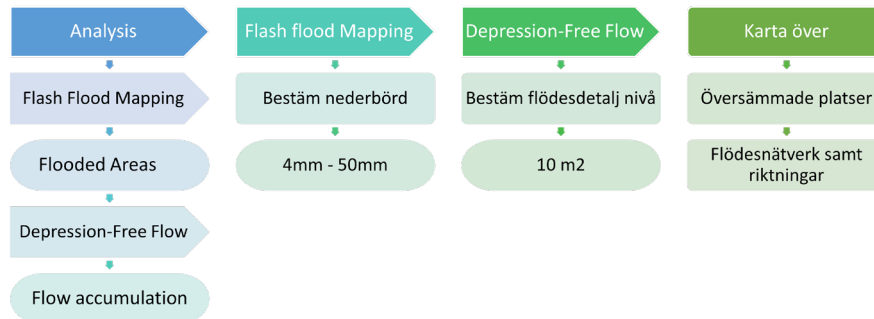 Analysis
Flash Flood Mapping
Flooded Areas
Depression-Free Flow
Flow accumulation
Flash flood Mapping
Bestäm nederbörd
4mm - 50mm
Depression-Free Flow
Bestäm flödesdetalj nivå
10 m2
Karta över
Översämmade platser
Flödesnätverk samt
riktningar